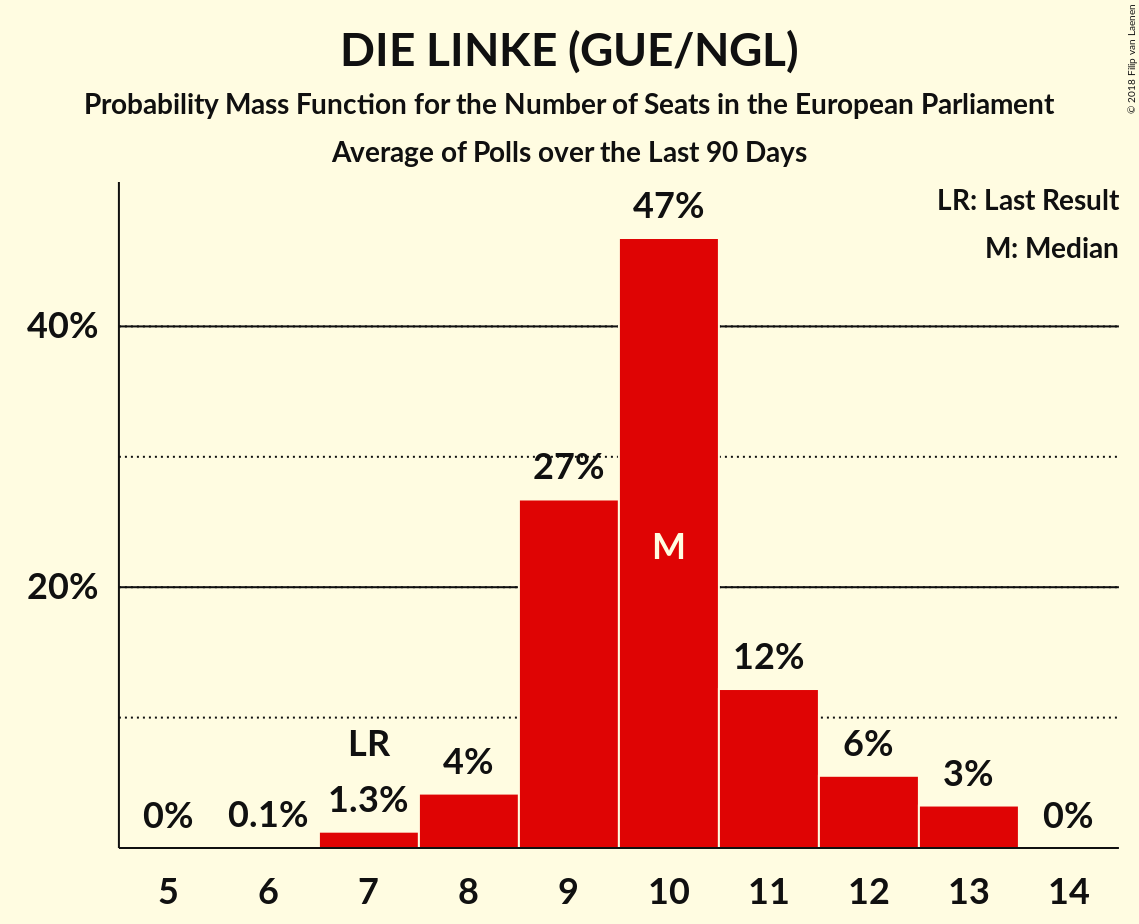 DIE LINKE (GUE/NGL)
Probability Mass Function for the Number of Seats in the European Parliament
Average of Polls over the Last 90 Days
© 2018 Filip van Laenen
LR: Last Result
M: Median
47%
40%
27%
M
20%
12%
LR
6%
4%
3%
1.3%
0%
0.1%
0%
5 6 7 8 9 10 11 12 13 14